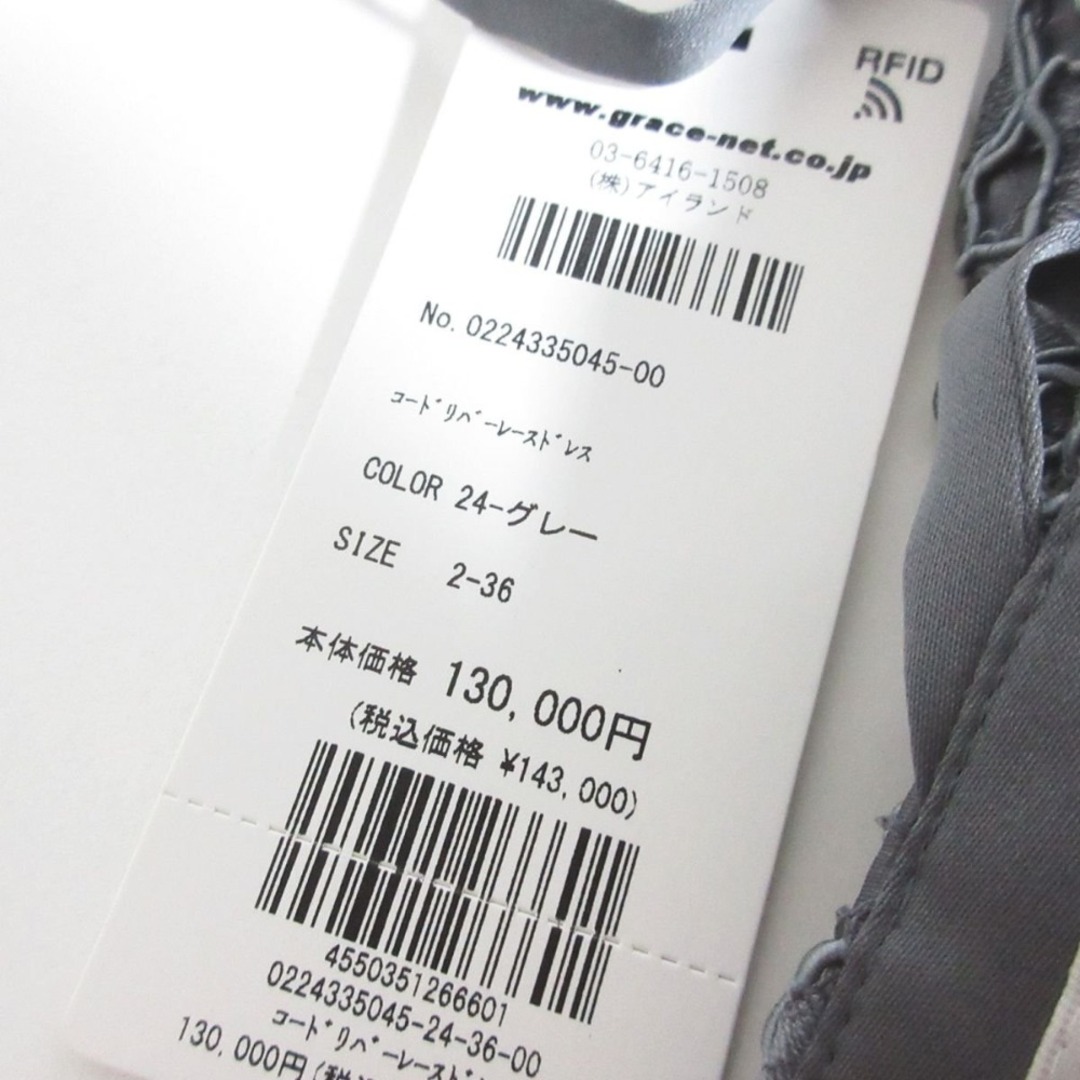 RFID
www.grace-net.co.jp
03-6416-1508
(株)アイランド
No. 0224335045-00
ｺｰﾄﾞﾘﾊﾞｰﾚｰｽﾄﾞﾚｽ
COLOR 24-グレー
SIZE 2-36
本体価格 130,000円
(税込価格 ¥143,000)
4550351266601
0224335045-24-36-00
ｺｰﾄﾞﾘﾊﾞｰﾚｰｽﾄﾞ
130,000円(税込